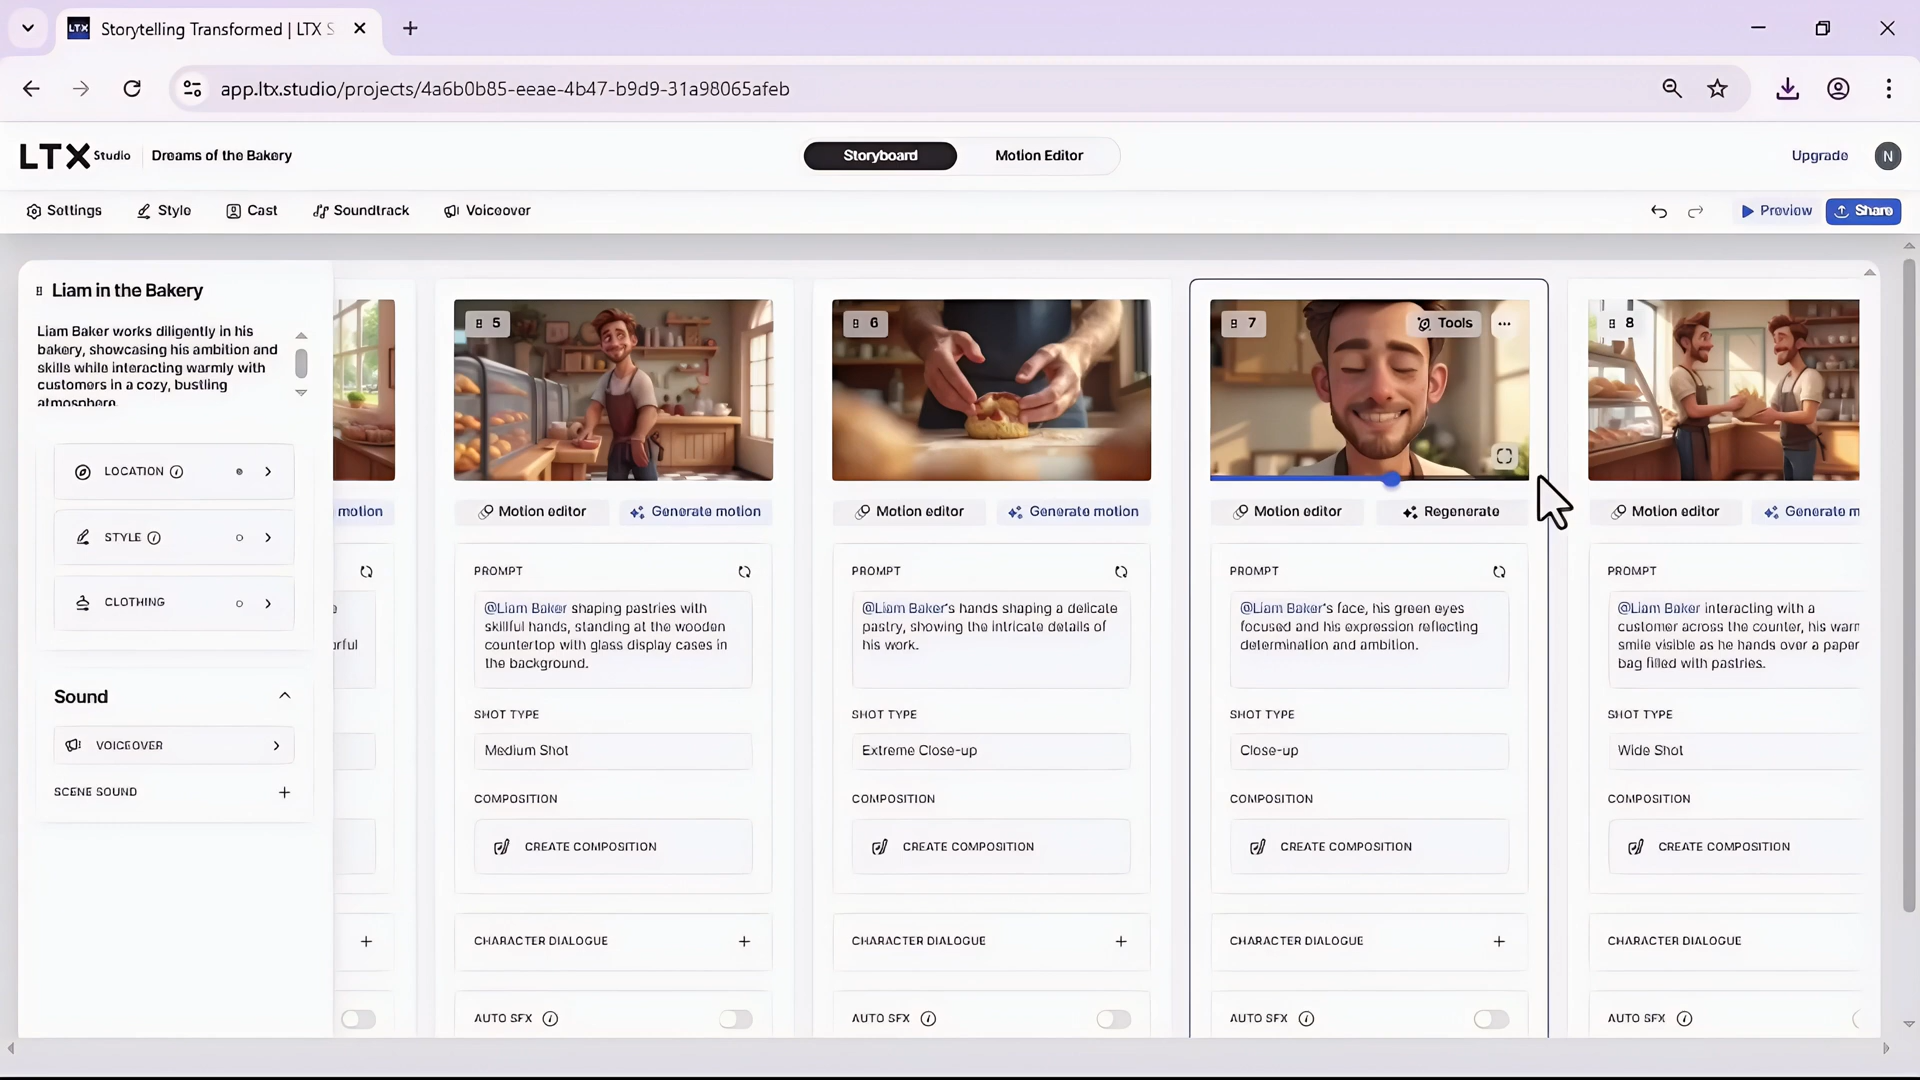 LTX Storytelling Transformed | LTX S
app.ltx.studio/projects/4a6b0b85-eeae-4b47-b9d9-31a98065afeb
LTX Studio Dreams of the Bakery
Storyboard Motion Editor
Upgrade N
Settings Style Cast Soundtrack Voiceover
Preview Share
Liam in the Bakery
Liam Baker works diligently in his
bakery, showcasing his ambition and
skills while interacting warmly with
customers in a cozy, bustling
atmosphere.
LOCATION
STYLE
CLOTHING
Sound
VOICEOVER
SCENE SOUND
motion
e
rful
5
Motion editor Generate motion
PROMPT
@Liam Baker shaping pastries with
skillful hands, standing at the wooden
countertop with glass display cases in
the background.
SHOT TYPE
Medium Shot
COMPOSITION
CREATE COMPOSITION
CHARACTER DIALOGUE
AUTO SFX
6
Motion editor Generate motion
PROMPT
@Liam Baker's hands shaping a delicate
pastry, showing the intricate details of
his work.
SHOT TYPE
Extreme Close-up
COMPOSITION
CREATE COMPOSITION
CHARACTER DIALOGUE
AUTO SFX
7 Tools
Motion editor Regenerate
PROMPT
@Liam Baker's face, his green eyes
focused and his expression reflecting
determination and ambition.
SHOT TYPE
Close-up
COMPOSITION
CREATE COMPOSITION
CHARACTER DIALOGUE
AUTO SFX
8
Motion editor Generate m
PROMPT
@Liam Baker interacting with a
customer across the counter, his warm
smile visible as he hands over a paper
bag filled with pastries.
SHOT TYPE
Wide Shot
COMPOSITION
CREATE COMPOSITION
CHARACTER DIALOGUE
AUTO SFX